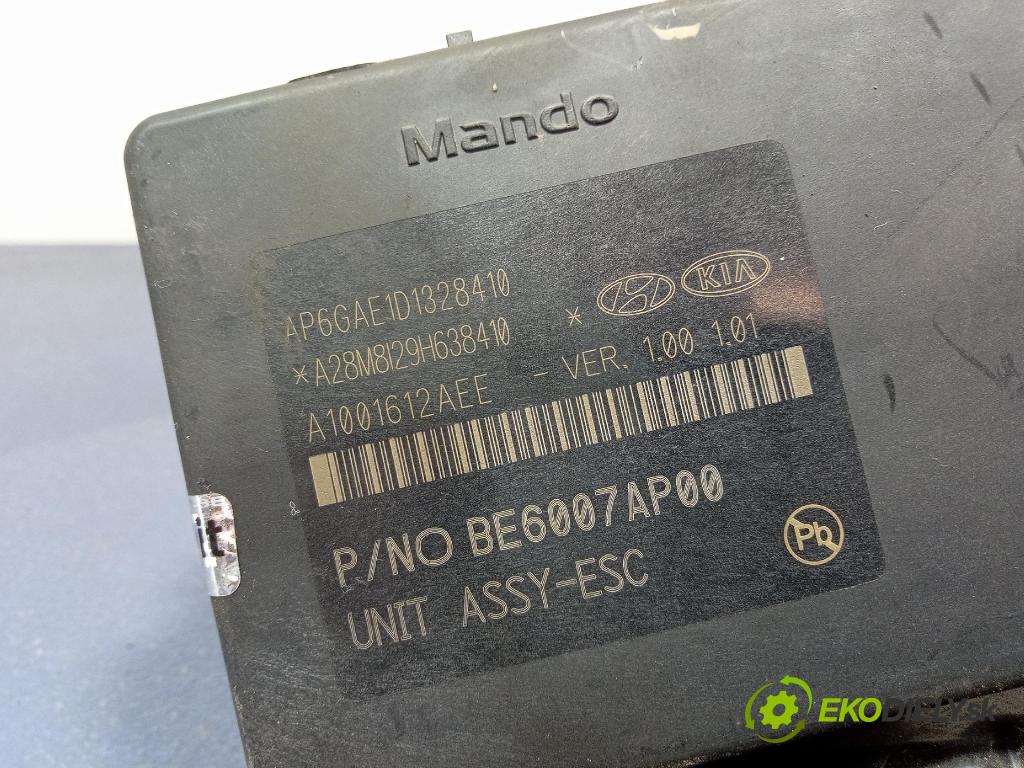 Mando
AP6GAE1D1328410
*A28M8I29H638410 *
KIA
A1001612AEE - VER. 1.00 1.01
P/NO BE6007AP00
Pb
UNIT ASSY-ESC
t
EKODIELY.sk